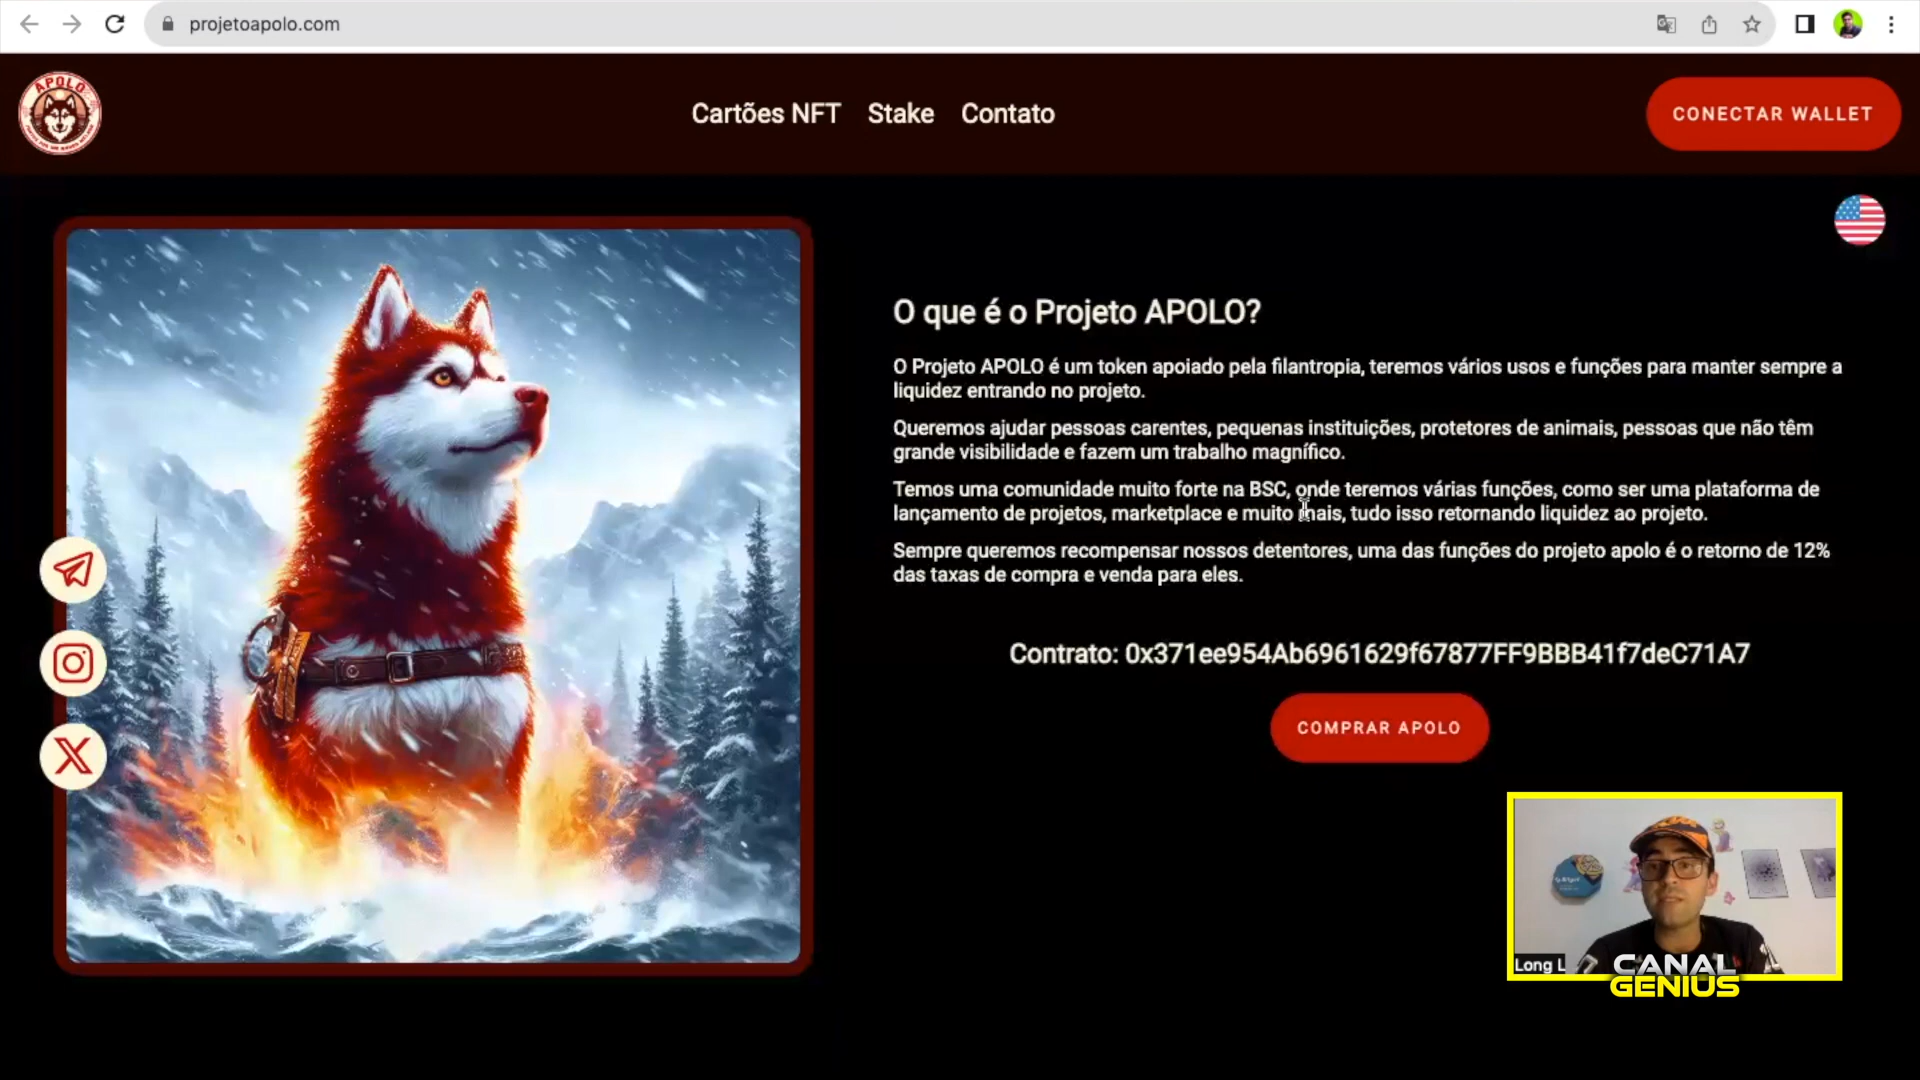 projetoapolo.com
APOLO
Cartões NFT Stake Contato
CONECTAR WALLET
O que é o Projeto APOLO?
O Projeto APOLO é um token apoiado pela filantropia, teremos vários usos e funções para manter sempre a
liquidez entrando no projeto.
Queremos ajudar pessoas carentes, pequenas instituições, protetores de animais, pessoas que não têm
grande visibilidade e fazem um trabalho magnífico.
Temos uma comunidade muito forte na BSC, onde teremos várias funções, como ser uma plataforma de
lançamento de projetos, marketplace e muito mais, tudo isso retornando liquidez ao projeto.
Sempre queremos recompensar nossos detentores, uma das funções do projeto apolo é o retorno de 12%
das taxas de compra e venda para eles.
Contrato: 0x371ee954Ab6961629f67877FF9BBB41f7deC71A7
COMPRAR APOLO
Long L
CANAL
GENIUS